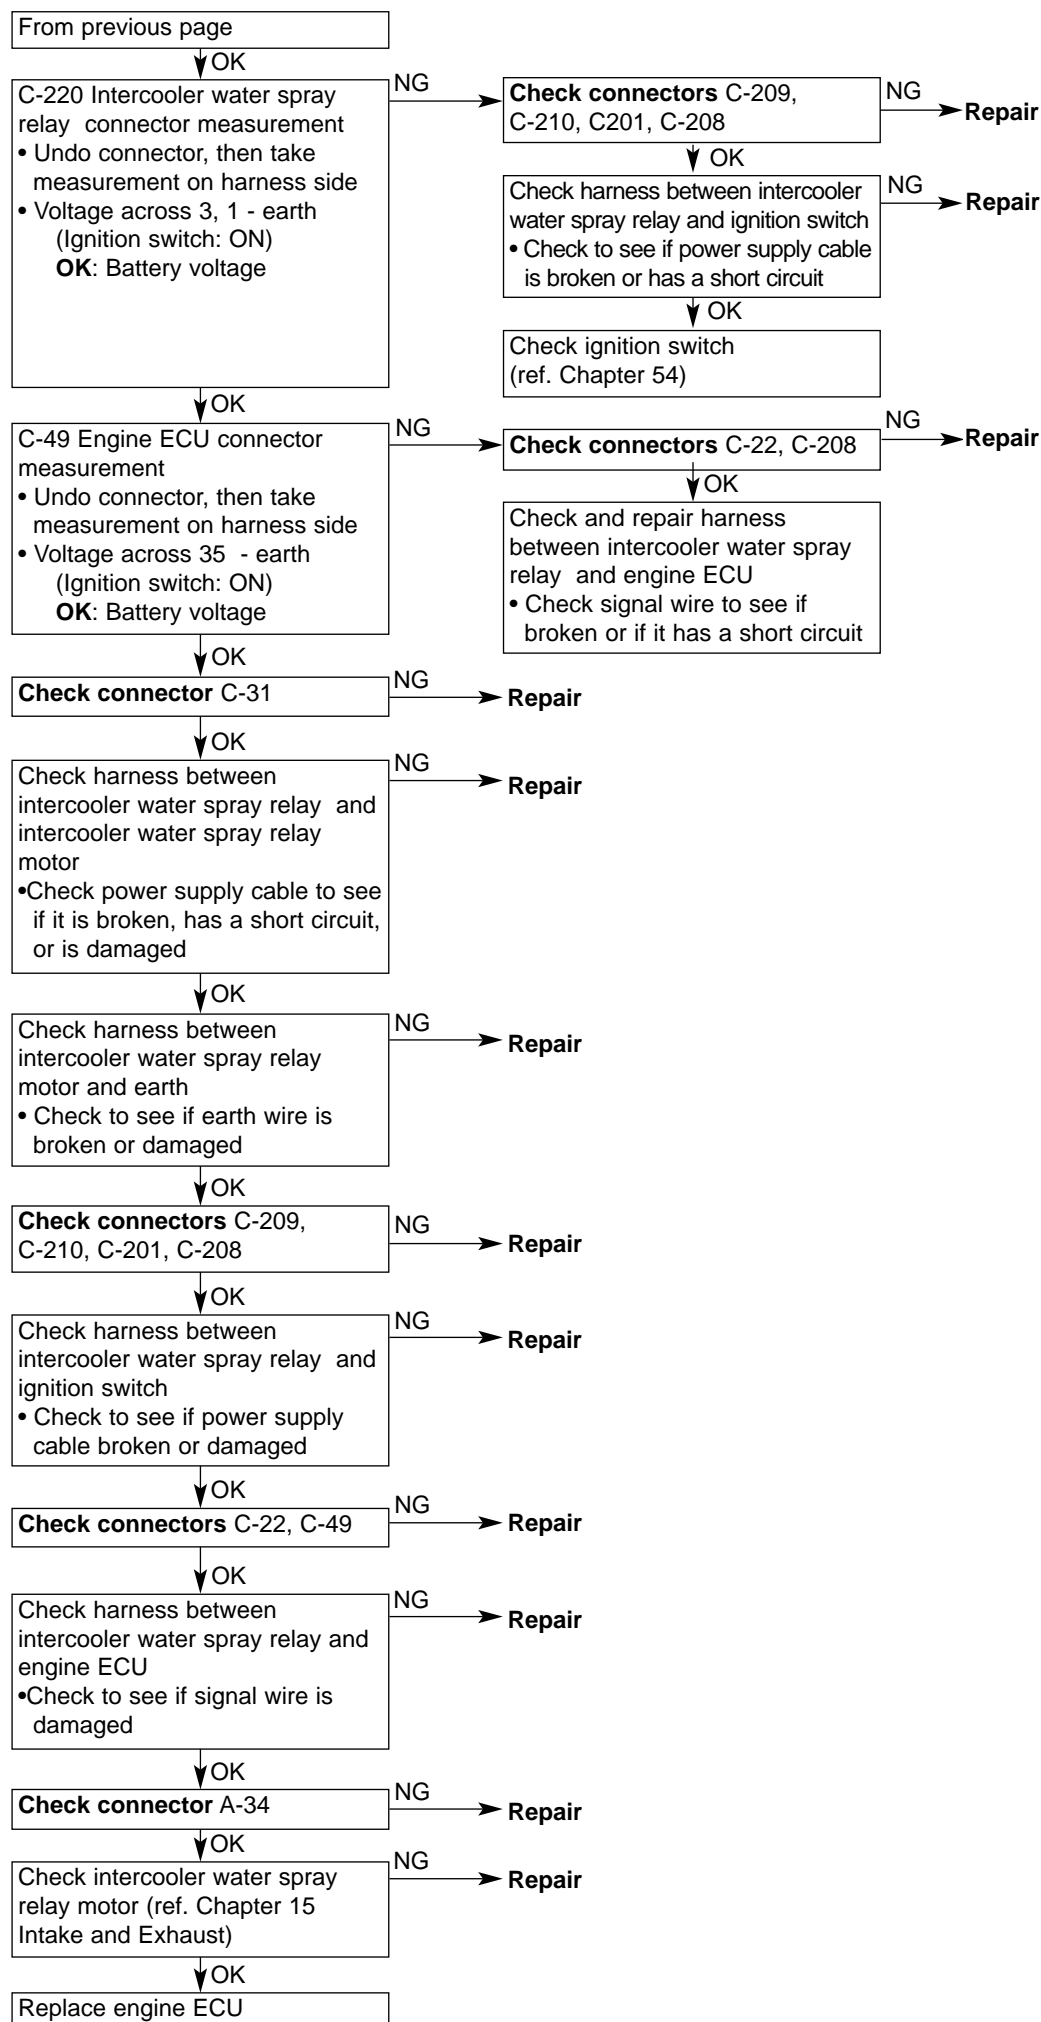 From previous page
OK
C-220 Intercooler water spray
relay connector measurement
• Undo connector, then take
measurement on harness side
• Voltage across 3, 1 - earth
(Ignition switch: ON)
OK: Battery voltage
NG
Check connectors C-209,
C-210, C201, C-208
NG
Repair
OK
Check harness between intercooler
water spray relay and ignition switch
• Check to see if power supply cable
is broken or has a short circuit
NG
Repair
OK
Check ignition switch
(ref. Chapter 54)
OK
C-49 Engine ECU connector
measurement
• Undo connector, then take
measurement on harness side
• Voltage across 35 - earth
(Ignition switch: ON)
OK: Battery voltage
NG
Check connectors C-22, C-208
NG
Repair
OK
Check and repair harness
between intercooler water spray
relay and engine ECU
• Check signal wire to see if
broken or if it has a short circuit
OK
Check connector C-31
NG
Repair
OK
Check harness between
intercooler water spray relay and
intercooler water spray relay
motor
•Check power supply cable to see
if it is broken, has a short circuit,
or is damaged
NG
Repair
OK
Check harness between
intercooler water spray relay
motor and earth
• Check to see if earth wire is
broken or damaged
NG
Repair
OK
Check connectors C-209,
C-210, C-201, C-208
NG
Repair
OK
Check harness between
intercooler water spray relay and
ignition switch
• Check to see if power supply
cable broken or damaged
NG
Repair
OK
Check connectors C-22, C-49
NG
Repair
OK
Check harness between
intercooler water spray relay and
engine ECU
•Check to see if signal wire is
damaged
NG
Repair
OK
Check connector A-34
NG
Repair
OK
Check intercooler water spray
relay motor (ref. Chapter 15
Intake and Exhaust)
NG
Repair
OK
Replace engine ECU